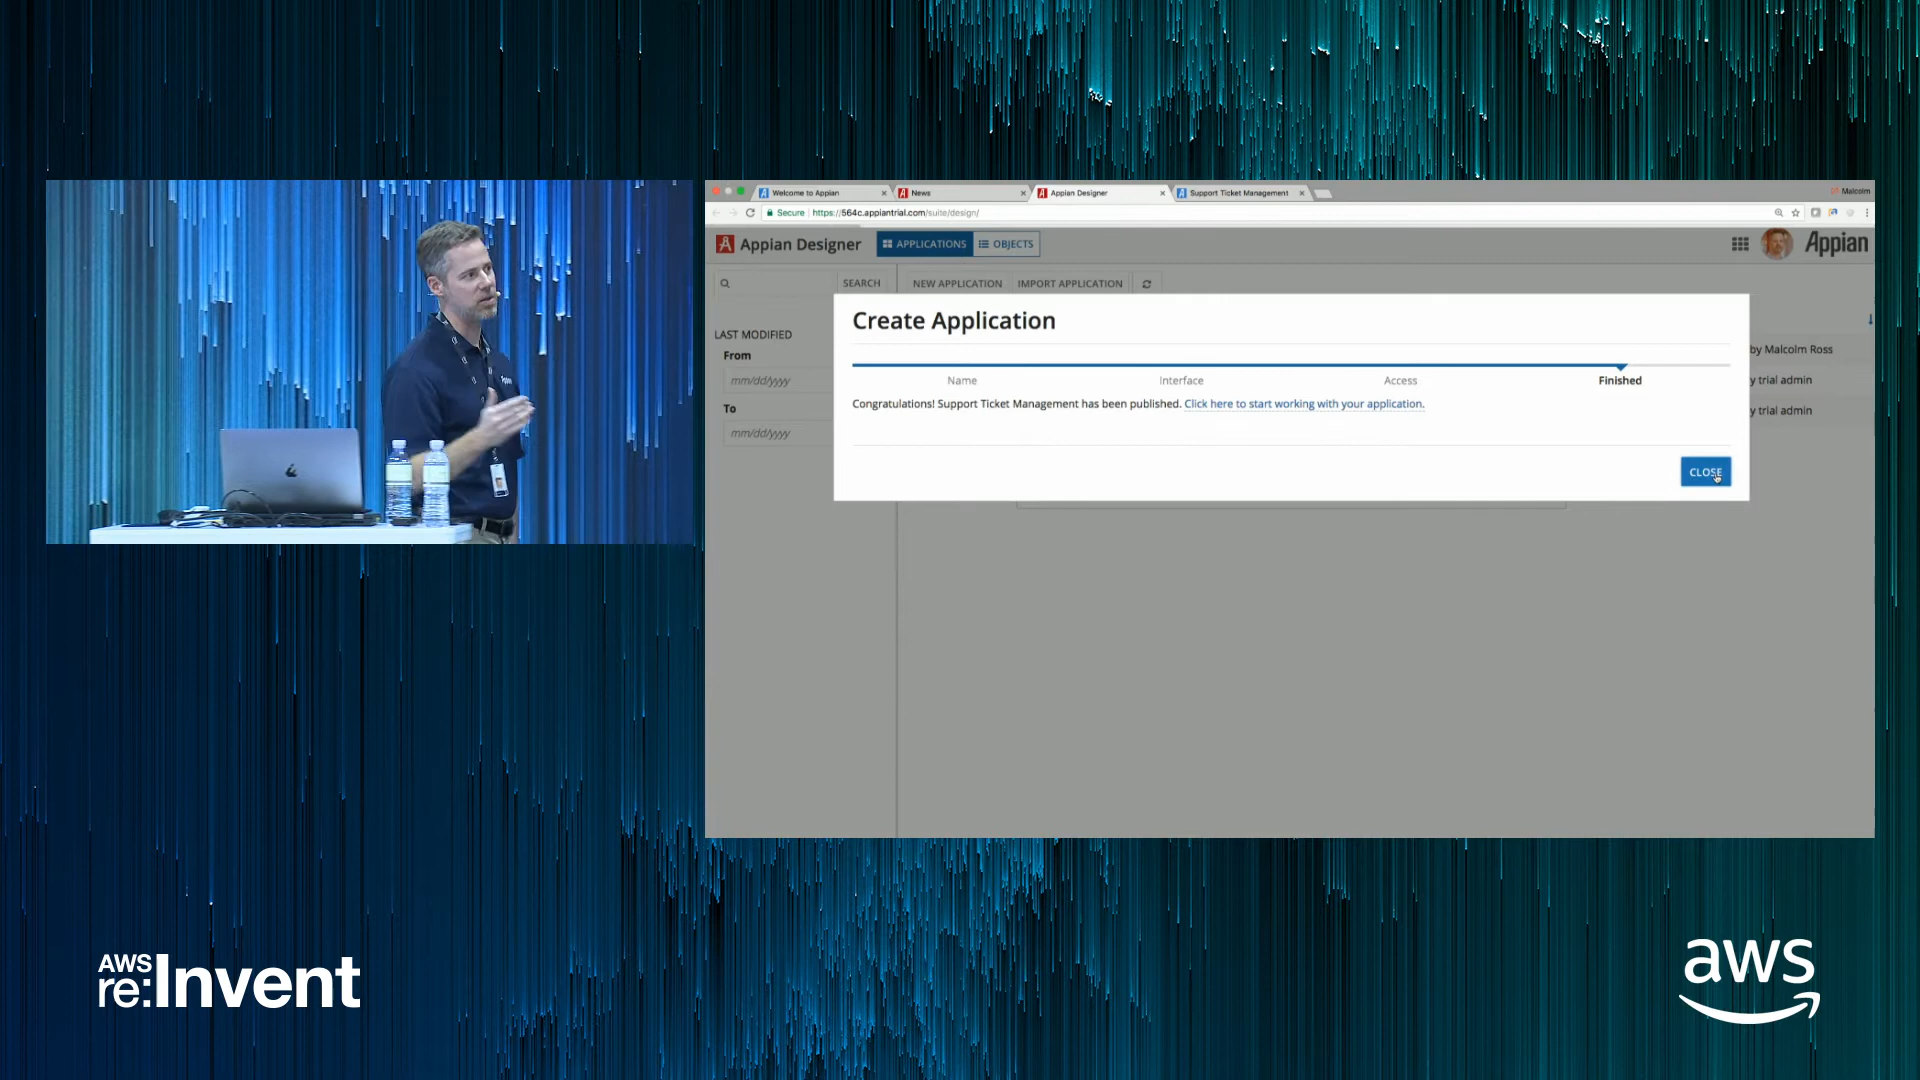 Welcome to Appian
News
Appian Designer
Support Ticket Management
Malcolm
Secure
https://564c.appiantrial.com/suite/design/
Appian Designer
APPLICATIONS
OBJECTS
Appian
SEARCH
NEW APPLICATION
IMPORT APPLICATION
LAST MODIFIED
From
mm/dd/yyyy
To
mm/dd/yyyy
Create Application
Name
Interface
Access
Finished
Congratulations! Support Ticket Management has been published. Click here to start working with your application.
CLOSE
by Malcolm Ross
y trial admin
y trial admin
AWS
re:Invent
aws